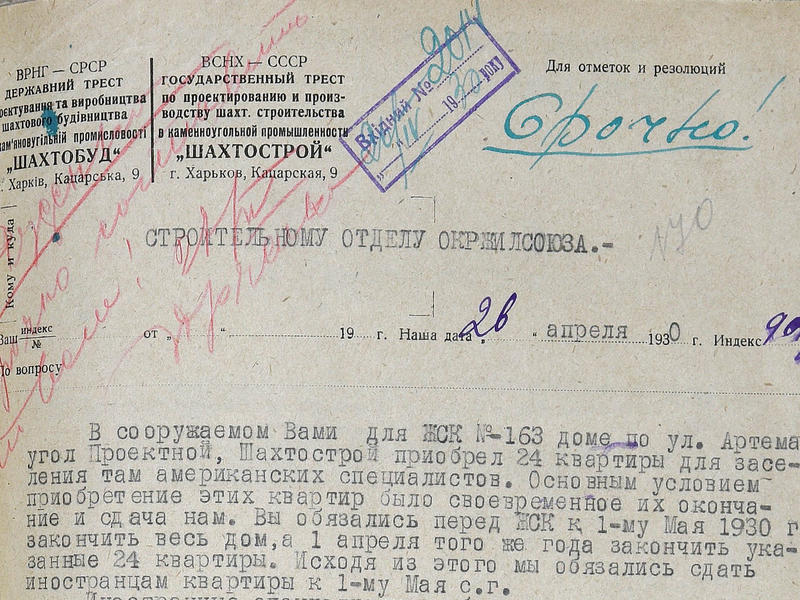 ВРНГ — СРСР
ДЕРЖАВНИЙ ТРЕСТ
та виробництва
шахтового будівництва
промисловості
„ШАХТОБУД“
Харків, Кацарська, 9
ВСНХ — СССР
ГОСУДАРСТВЕННЫЙ ТРЕСТ
по проектированию и произ-
водству шахт. строительства
в каменноугольной промышленности
„ШАХТОСТРОЙ“
г. Харьков, Кацарская, 9
Вхідний № 2014
193 року
Для отметок и резолюций
Срочно!
Кому и куда
СТРОИТЕЛЬНОМУ ОТДЕЛУ ОКРЖИЛСОЮЗА.-
Ваш индекс № от „ “ 19 г. Наша дата „26“ апреля 1930 г. Индекс
По вопросу
В сооружаемом Вами для ЖСК №-163 доме по ул. Артема
угол Проектной, Шахтострой приобрел 24 квартиры для засе-
ления там американских специалистов. Основным условием
приобретение этих квартир было своевременное их оконча-
ние и сдача нам. Вы обязались перед ЖСК к 1-му Мая 1930 г
закончить весь дом, а 1 апреля того же года закончить ука-
занные 24 квартиры. Исходя из этого мы обязались сдать
иностранцам квартиры к 1-му Мая с.г.